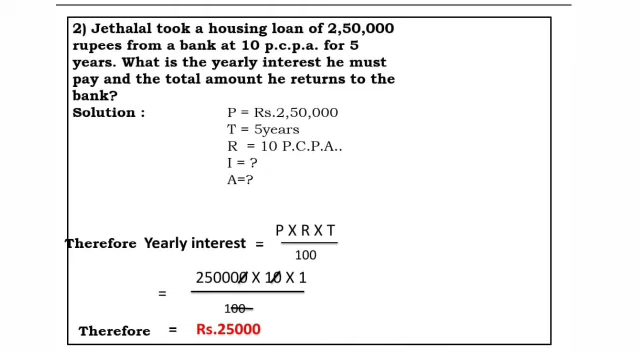 2) Jethalal took a housing loan of 2,50,000
rupees from a bank at 10 p.c.p.a. for 5
years. What is the yearly interest he must
pay and the total amount he returns to the
bank?
Solution :    P = Rs.2,50,000
T = 5years
R = 10 P.C.P.A..
I = ?
A=?
Therefore Yearly interest = P X R X T
100
= 250000 X 10 X 1
100
Therefore = Rs.25000